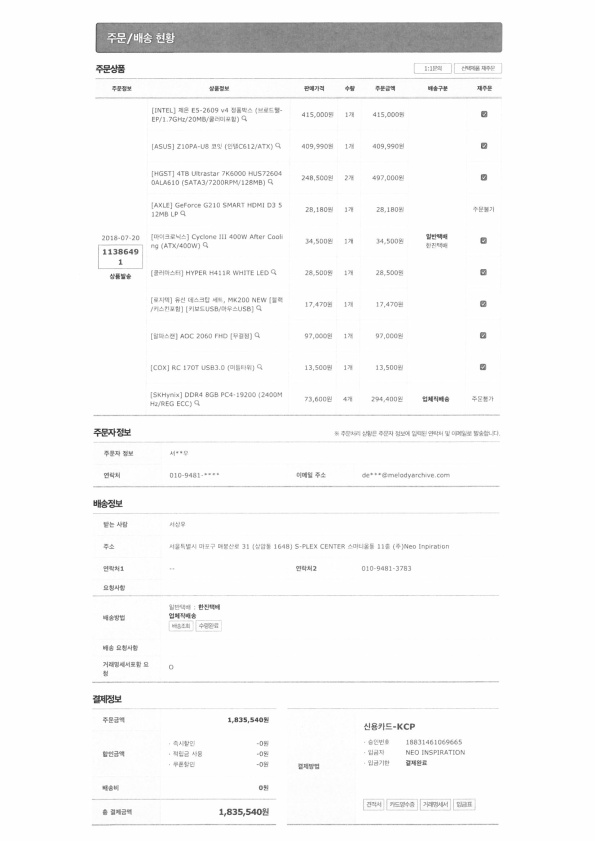 주문/배송 현황
주문상품
1:1문의 선택제품 재주문
주문정보 상품정보 판매가격 수량 주문금액 배송구분 재주문
[INTEL] 제온 E5-2609 v4 정품박스 (브로드웰-
EP/1.7GHz/20MB/쿨러미포함)
415,000원 1개 415,000원
[ASUS] Z10PA-U8 코잇 (인텔C612/ATX)
409,990원 1개 409,990원
[HGST] 4TB Ultrastar 7K6000 HUS72604
0ALA610 (SATA3/7200RPM/128MB)
248,500원 2개 497,000원
[AXLE] GeForce G210 SMART HDMI D3 5
12MB LP
28,180원 1개 28,180원 주문불가
2018-07-20
1138649
1
상품발송
[마이크로닉스] Cyclone III 400W After Cooli
ng (ATX/400W)
34,500원 1개 34,500원
일반택배
한진택배
[쿨러마스터] HYPER H411R WHITE LED
28,500원 1개 28,500원
[로지텍] 유선 데스크탑 세트, MK200 NEW [블랙
/키스킨포함] [키보드USB/마우스USB]
17,470원 1개 17,470원
[알파스캔] AOC 2060 FHD [무결점]
97,000원 1개 97,000원
[COX] RC 170T USB3.0 (미들타워)
13,500원 1개 13,500원
[SKHynix] DDR4 8GB PC4-19200 (2400M
Hz/REG ECC)
73,600원 4개 294,400원 업체직배송 주문불가
주문자 정보
※ 주문처리 상황은 주문자 정보에 입력된 연락처 및 이메일로 발송합니다.
주문자 정보 서**우
연락처 010-9481-**** 이메일 주소 de***@melodyarchive.com
배송정보
받는 사람 서상우
주소 서울특별시 마포구 매봉산로 31 (상암동 1648) S-PLEX CENTER 스마티움동 11층 (주)Neo Inpiration
연락처1 -- 연락처2 010-9481-3783
요청사항
배송방법
일반택배 : 한진택배
업체직배송
배송조회 수령완료
배송 요청사항
거래명세서포함 요
청
O
결제정보
주문금액 1,835,540원
할인금액
· 즉시할인 -0원
· 적립금 사용 -0원
· 쿠폰할인 -0원
배송비 0원
총 결제금액 1,835,540원
결제방법
신용카드-KCP
· 승인번호 18831461069665
· 입금자 NEO INSPIRATION
· 입금기한 결제완료
견적서 카드영수증 거래명세서 입금표